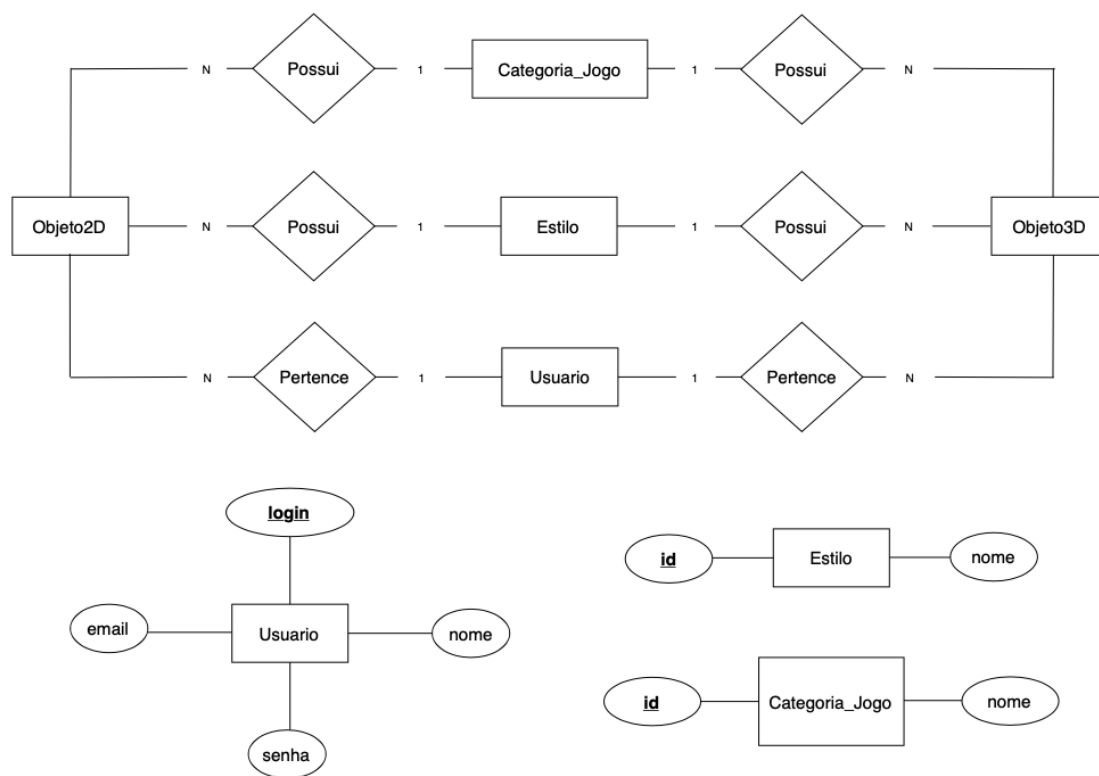 N
Possui
1
Categoria_Jogo
1
Possui
N
Objeto2D
N
Possui
1
Estilo
1
Possui
N
Objeto3D
N
Pertence
1
Usuario
1
Pertence
N
login
email
Usuario
nome
senha
id
Estilo
nome
id
Categoria_Jogo
nome